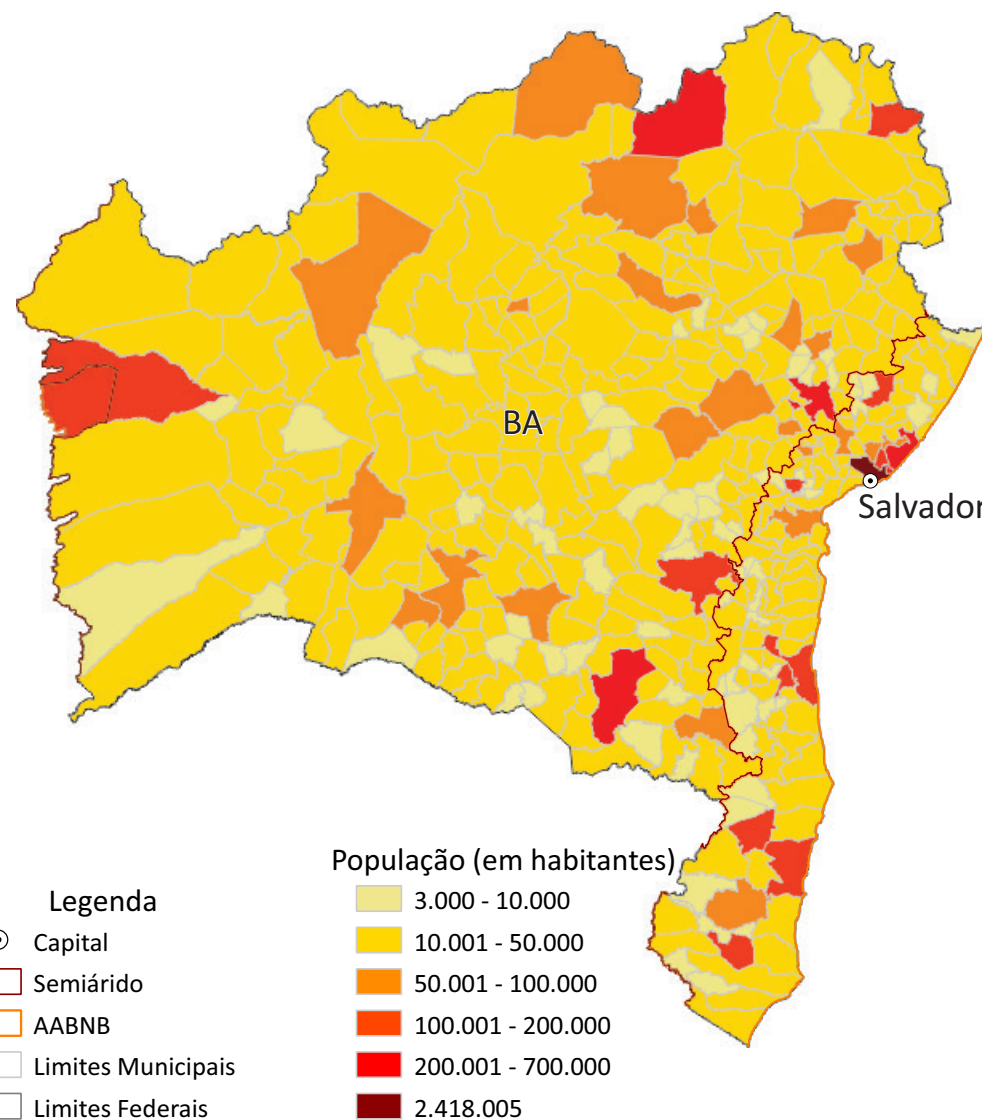 BA
Salvador
Legenda
Capital
Semiárido
AABNB
Limites Municipais
Limites Federais
População (em habitantes)
3.000 - 10.000
10.001 - 50.000
50.001 - 100.000
100.001 - 200.000
200.001 - 700.000
2.418.005